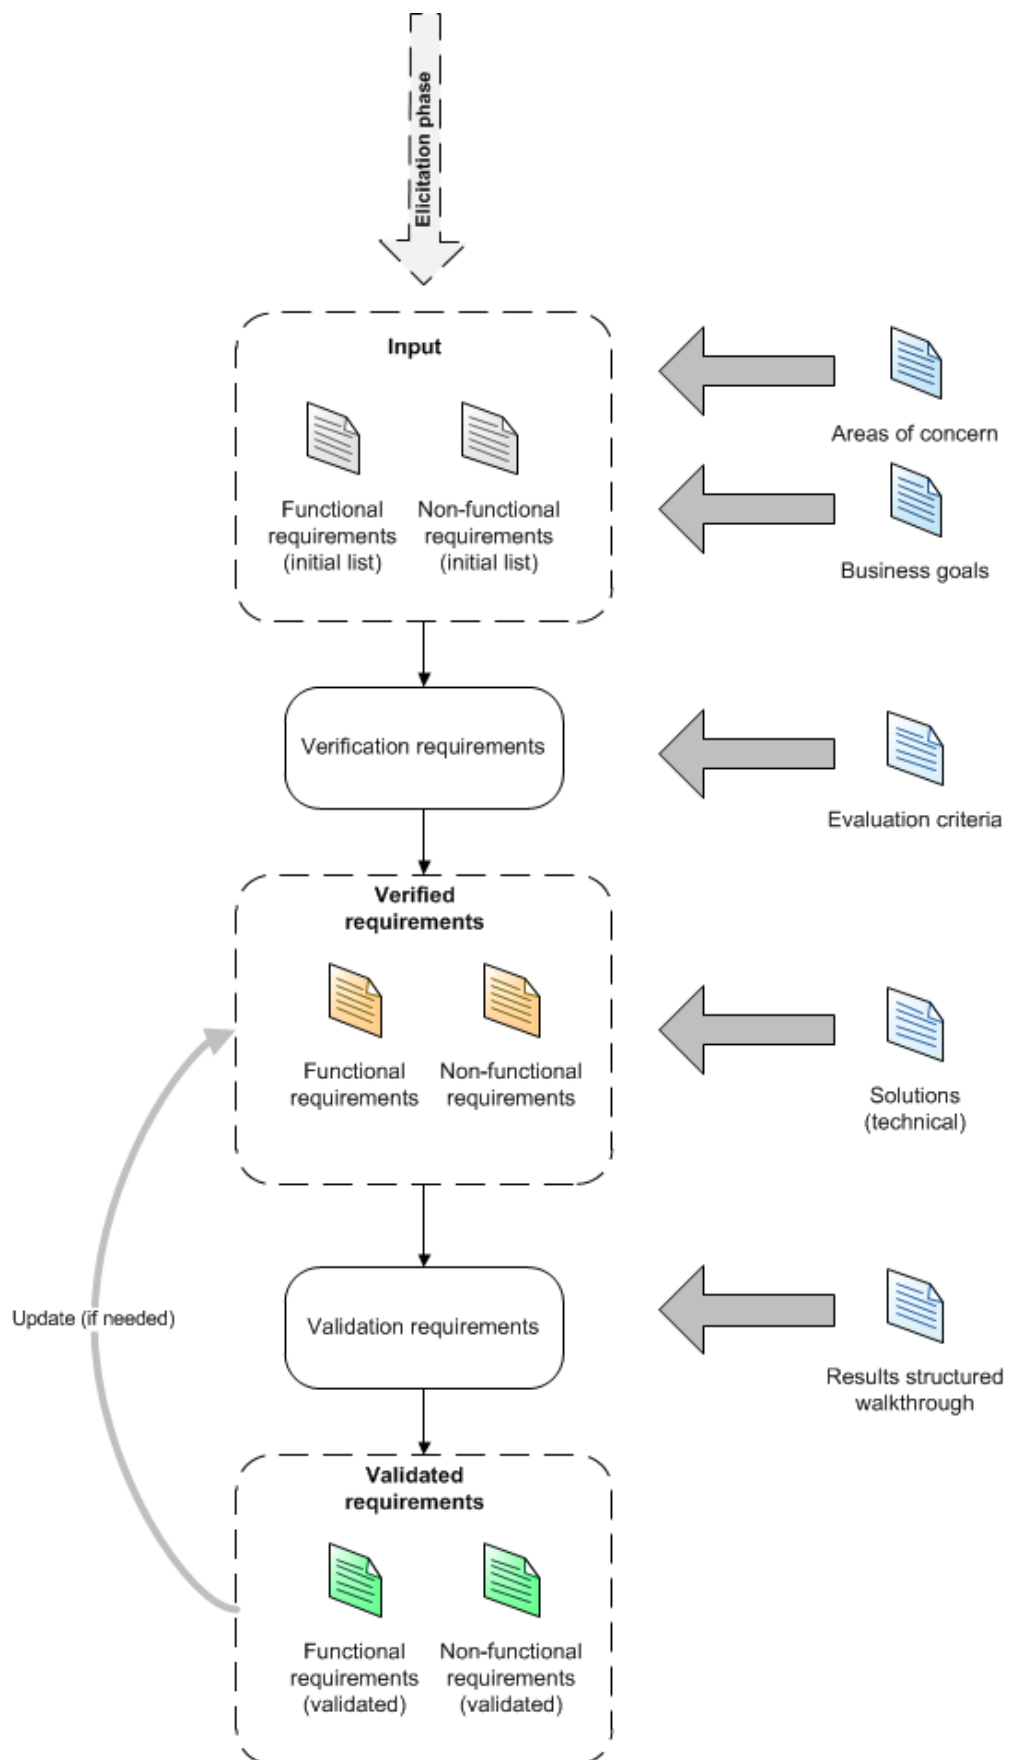 Elicitation phase
Input
Functional
requirements
(initial list)
Non-functional
requirements
(initial list)
Areas of concern
Business goals
Verification requirements
Evaluation criteria
Verified
requirements
Functional
requirements
Non-functional
requirements
Solutions
(technical)
Update (if needed)
Validation requirements
Results structured
walkthrough
Validated
requirements
Functional
requirements
(validated)
Non-functional
requirements
(validated)